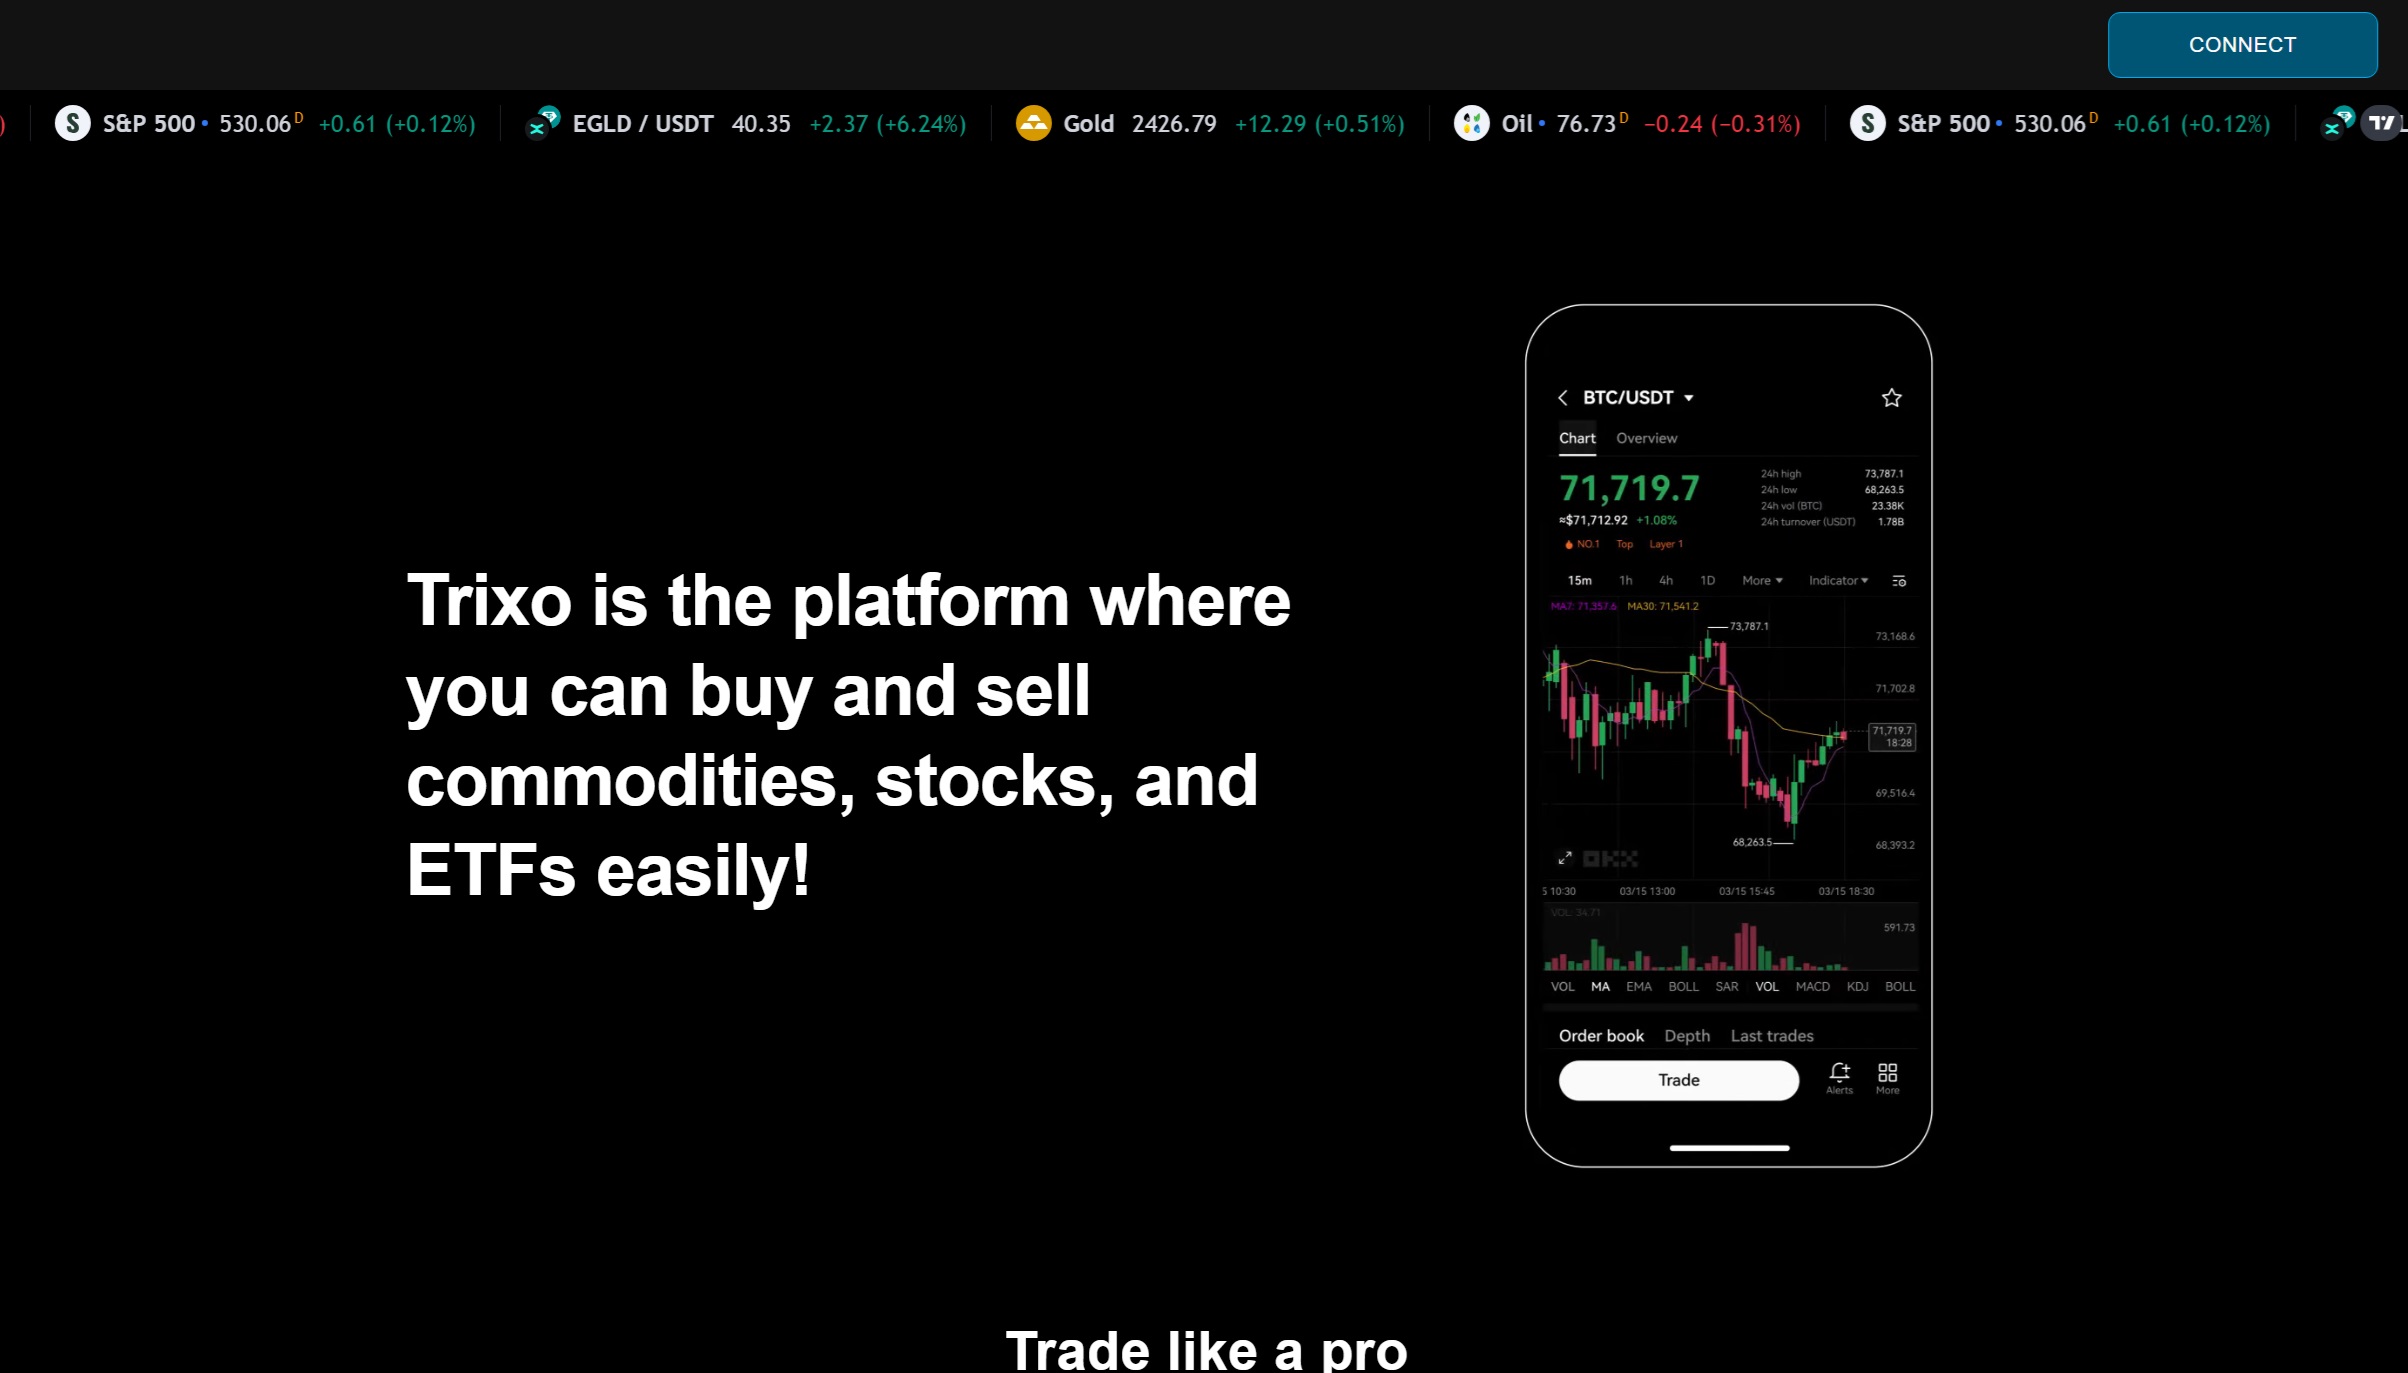 CONNECT
S&P 500 • 530.06 D +0.61 (+0.12%) EGLD / USDT 40.35 +2.37 (+6.24%) Gold 2426.79 +12.29 (+0.51%) Oil • 76.73 D −0.24 (−0.31%) S&P 500 • 530.06 D +0.61 (+0.12%)
Trixo is the platform where
you can buy and sell
commodities, stocks, and
ETFs easily!
BTC/USDT
Chart Overview
71,719.7
≈$71,712.92 +1.08%
NO.1 Top Layer 1
24h high 73,787.1
24h low 68,263.5
24h vol (BTC) 23.38K
24h turnover (USDT) 1.78B
15m 1h 4h 1D More Indicator
MA7: 71,357.6 MA30: 71,541.2
73,787.1
73,168.6
71,702.8
71,719.7
18:28
69,516.4
68,263.5
68,393.2
OKX
5 10:30 03/15 13:00 03/15 15:45 03/15 18:30
VOL: 34.71
591.73
VOL MA EMA BOLL SAR VOL MACD KDJ BOLL
Order book Depth Last trades
Trade
Alerts More
Trade like a pro